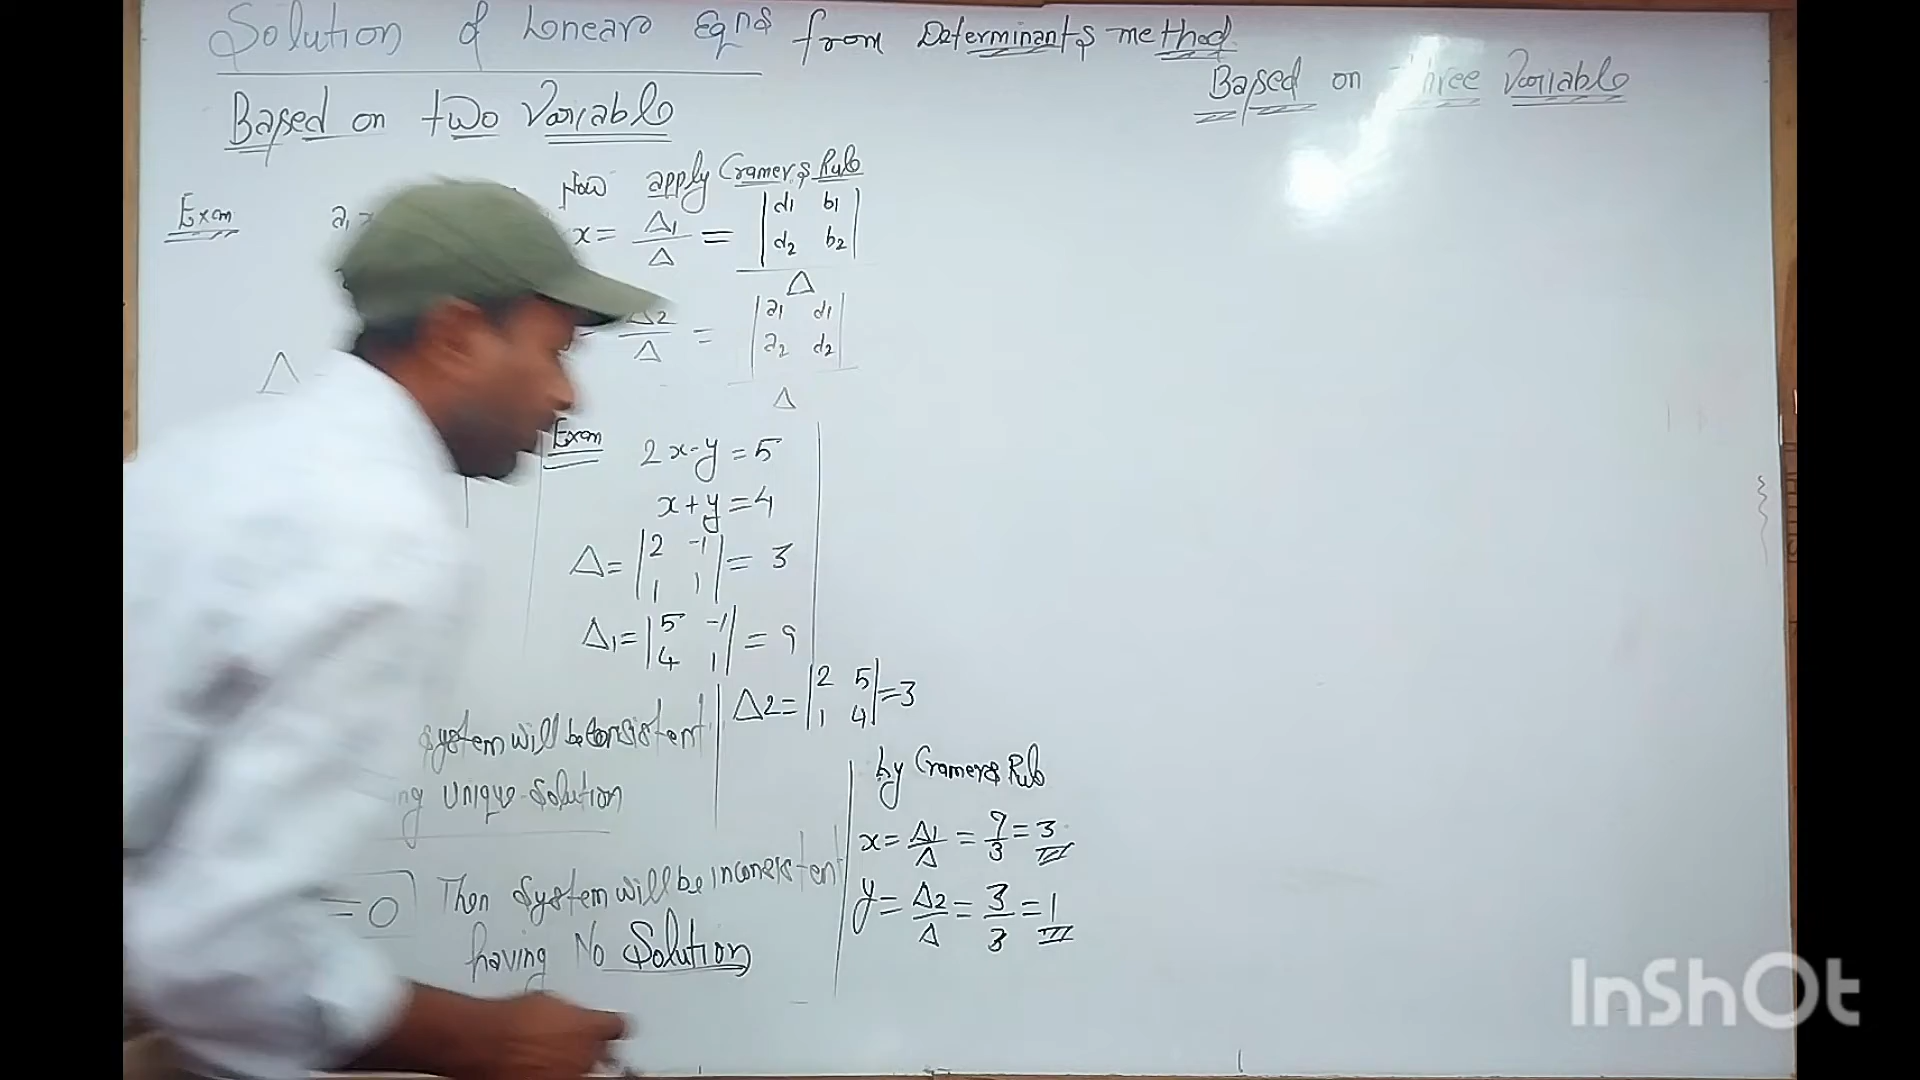 Solution of Linear Eqns from Determinants method
Based on two Variable
Based on Three Variable
Exam
Now apply Cramers Rule
x = Δ1/Δ = |d1 b1; d2 b2|/Δ
Δ2/Δ = |a1 d1; a2 d2|/Δ
Δ
Exam
2x-y=5
x+y=4
Δ= |2 -1; 1 1| = 3
Δ1= |5 -1; 4 1| = 9
Δ2= |2 5; 1 4| =3
system will be consistent
Unique Solution
=0 Then System will be inconsistent
having No Solution
by Cramers Rule
x= Δ1/Δ = 9/3 = 3
y= Δ2/Δ = 3/3 = 1
InShOt